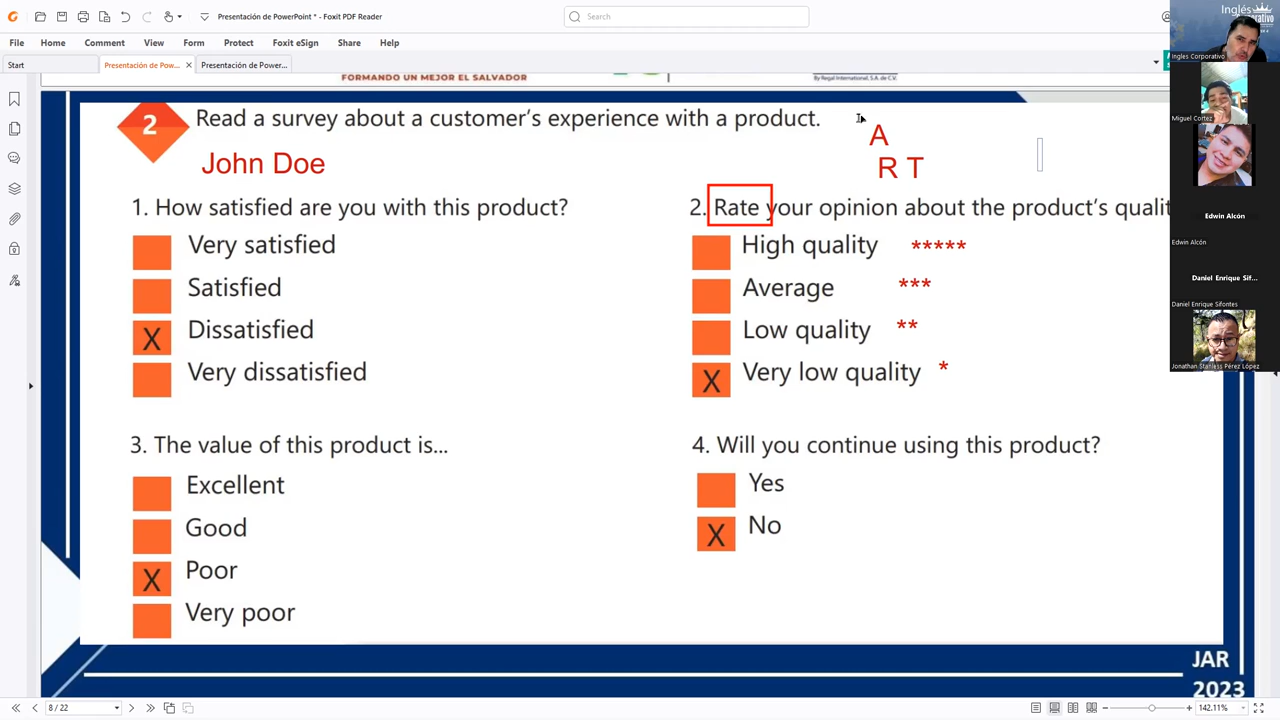 Presentación de PowerPoint * - Foxit PDF Reader
Search
File Home Comment View Form Protect Foxit eSign Share Help
Start
Presentación de Pow...
Presentación de Power...
FORMANDO UN MEJOR EL SALVADOR
By Regal International, S.A. de C.V.
2
Read a survey about a customer's experience with a product.
A
John Doe
R T
1. How satisfied are you with this product?
Very satisfied
Satisfied
X Dissatisfied
Very dissatisfied
2. Rate your opinion about the product's qualit
High quality *****
Average ***
Low quality **
X Very low quality *
3. The value of this product is...
Excellent
Good
X Poor
Very poor
4. Will you continue using this product?
Yes
X No
JAR
2023
Inglés
Corporativo
Ingles Corporativo
Miguel Cortez
Edwin Alcón
Edwin Alcón
Daniel Enrique Sif...
Daniel Enrique Sifontes
Jonathan Stanless Pérez López
8 / 22
142.11%